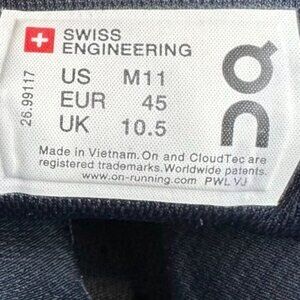 SWISS
ENGINEERING
US M11
EUR 45
UK 10.5
26.99117
Made in Vietnam. On and CloudTec are
registered trademarks. Worldwide patents.
www.on-running.com PWL VJ